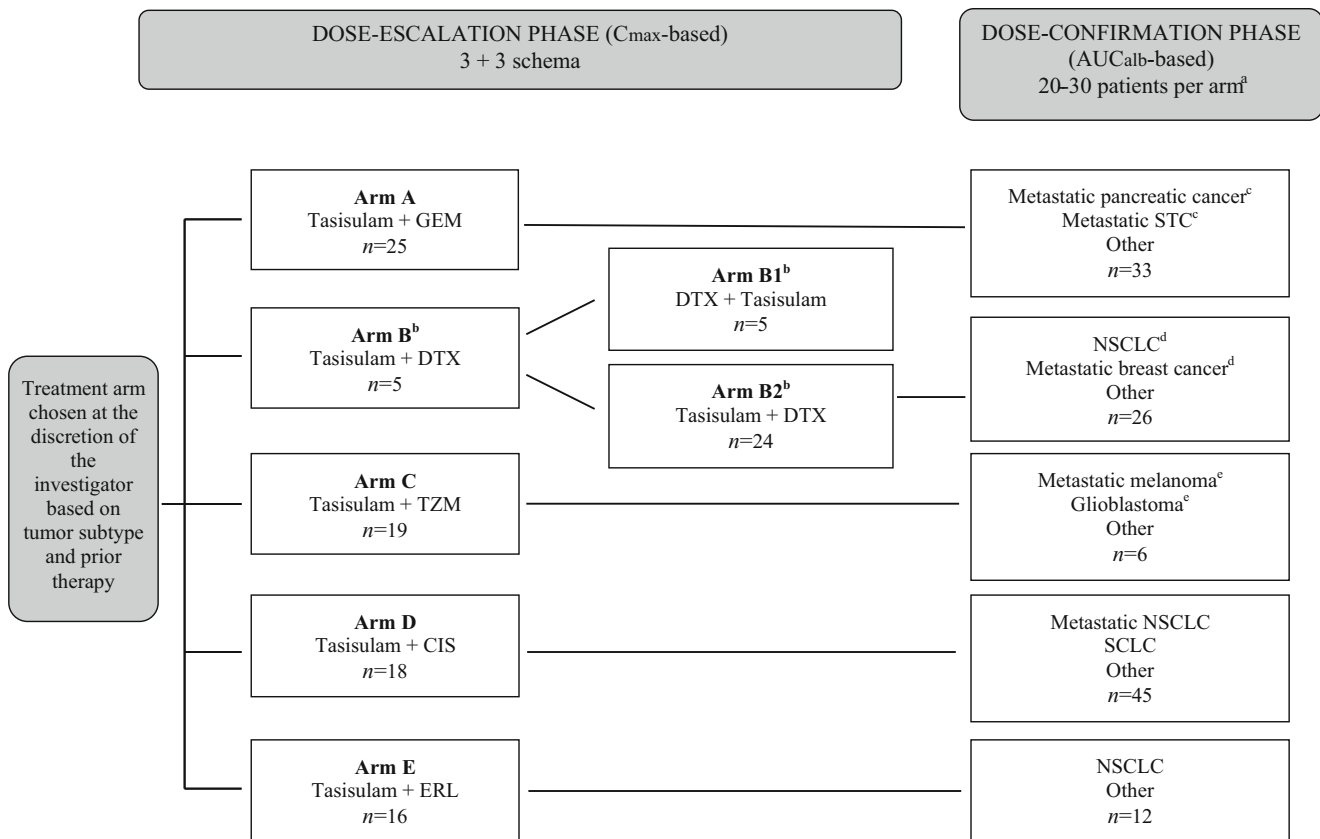 DOSE-ESCALATION PHASE (Cmax-based)
3 + 3 schema
DOSE-CONFIRMATION PHASE
(AUCalb-based)
20-30 patients per armᵃ
Treatment arm
chosen at the
discretion of
the
investigator
based on
tumor subtype
and prior
therapy
Arm A
Tasisulam + GEM
n=25
Metastatic pancreatic cancerᶜ
Metastatic STCᶜ
Other
n=33
Arm Bᵇ
Tasisulam + DTX
n=5
Arm B1ᵇ
DTX + Tasisulam
n=5
Arm B2ᵇ
Tasisulam + DTX
n=24
NSCLCᵈ
Metastatic breast cancerᵈ
Other
n=26
Arm C
Tasisulam + TZM
n=19
Metastatic melanomaᵉ
Glioblastomaᵉ
Other
n=6
Arm D
Tasisulam + CIS
n=18
Metastatic NSCLC
SCLC
Other
n=45
Arm E
Tasisulam + ERL
n=16
NSCLC
Other
n=12